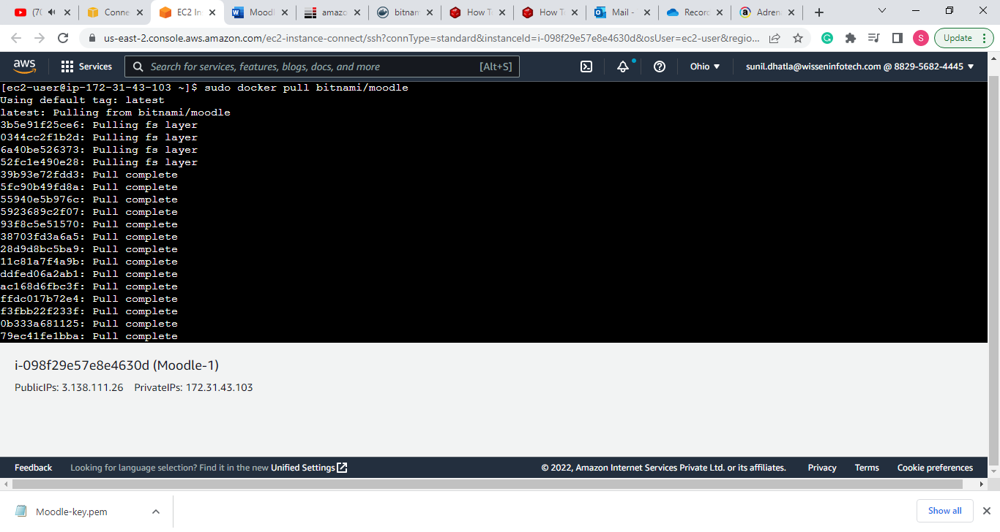 (70
Conne
EC2 In
Moodl
amazo
bitnam
How To
How To
Mail -
Record
Adren
us-east-2.console.aws.amazon.com/ec2-instance-connect/ssh?connType=standard&instanceId=i-098f29e57e8e4630d&osUser=ec2-user&regio...
S
Update
aws
Services
Search for services, features, blogs, docs, and more
[Alt+S]
Ohio
sunil.dhatla@wisseninfotech.com @ 8829-5682-4445
[ec2-user@ip-172-31-43-103 ~]$ sudo docker pull bitnami/moodle
Using default tag: latest
latest: Pulling from bitnami/moodle
3b5e91f25ce6: Pulling fs layer
0344cc2f1b2d: Pulling fs layer
6a40be526373: Pulling fs layer
52fc1e490e28: Pulling fs layer
39b93e72fdd3: Pull complete
5fc90b49fd8a: Pull complete
55940e5b976c: Pull complete
5923689c2f07: Pull complete
93f8c5e51570: Pull complete
38703fd3a6a5: Pull complete
28d9d8bc5ba9: Pull complete
11c81a7f4a9b: Pull complete
ddfed06a2ab1: Pull complete
ac168d6fbc3f: Pull complete
ffdc017b72e4: Pull complete
f3fbb22f233f: Pull complete
0b333a681125: Pull complete
79ec41fe1bba: Pull complete
i-098f29e57e8e4630d (Moodle-1)
PublicIPs: 3.138.111.26 PrivateIPs: 172.31.43.103
Feedback
Looking for language selection? Find it in the new Unified Settings
© 2022, Amazon Internet Services Private Ltd. or its affiliates.
Privacy
Terms
Cookie preferences
Moodle-key.pem
Show all